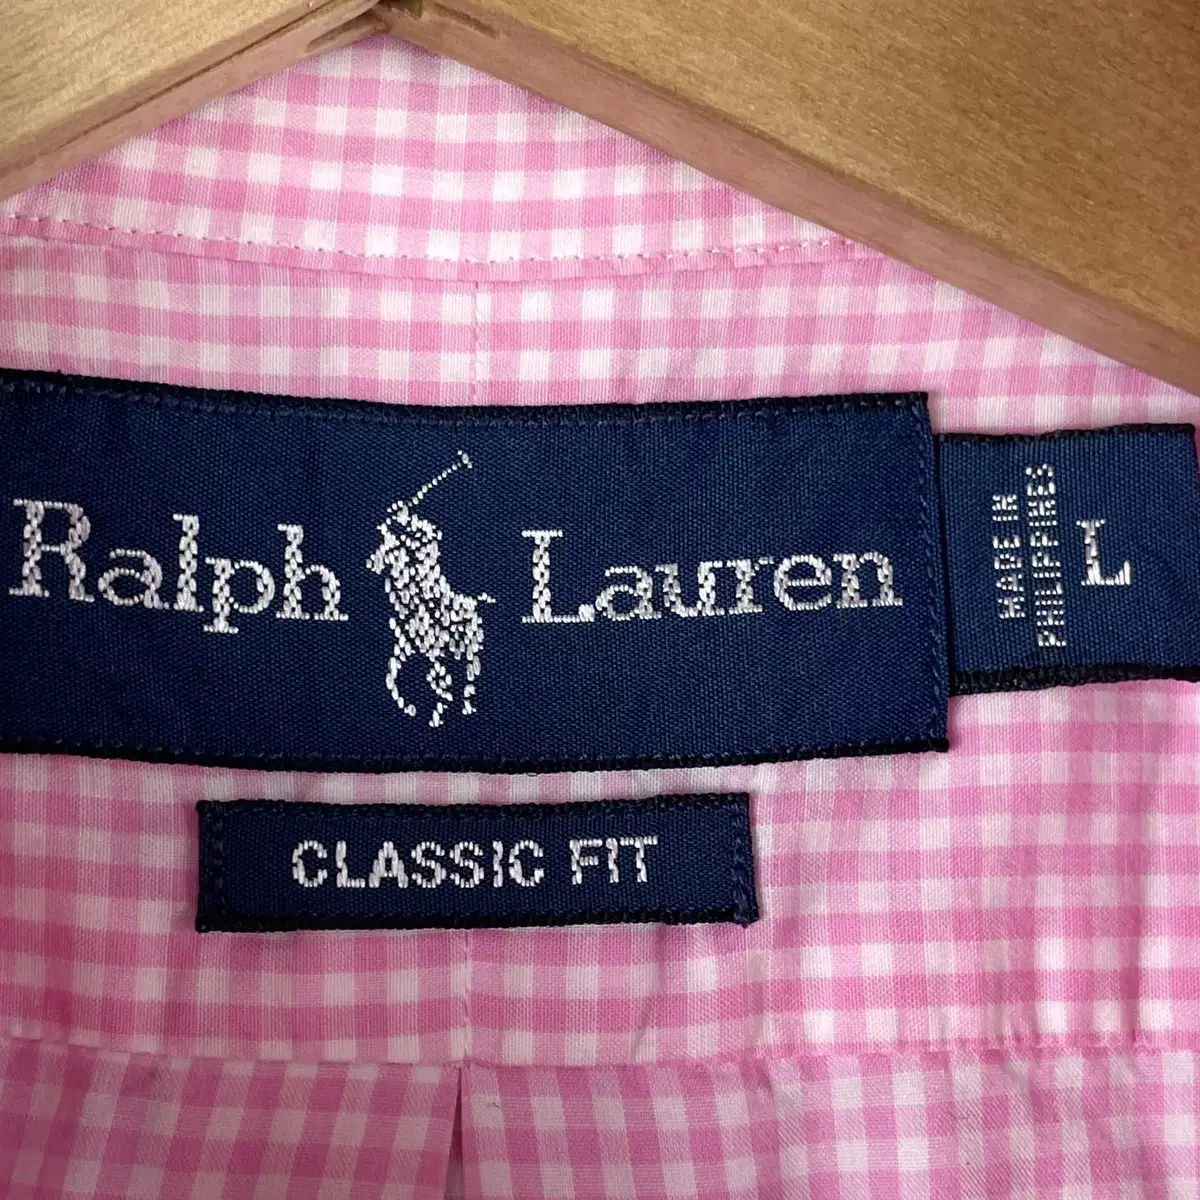 Ralph Lauren
MADE IN
PHILIPPINES
L
CLASSIC FIT